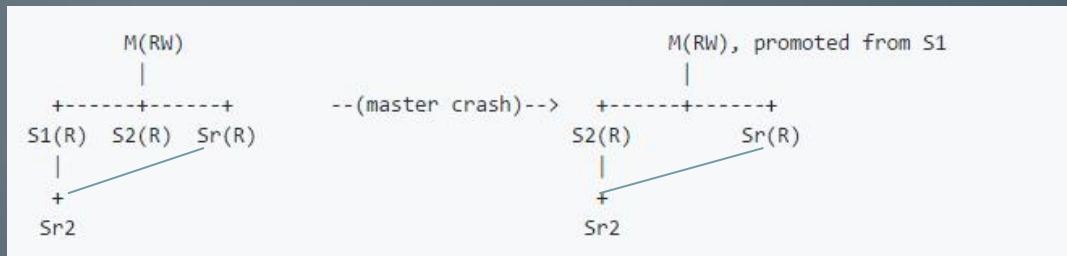 M(RW) M(RW), promoted from S1
| |
+------+------+ --(master crash)--> +------+------+
S1(R) S2(R) Sr(R) S2(R) Sr(R)
| |
+ +
Sr2 Sr2